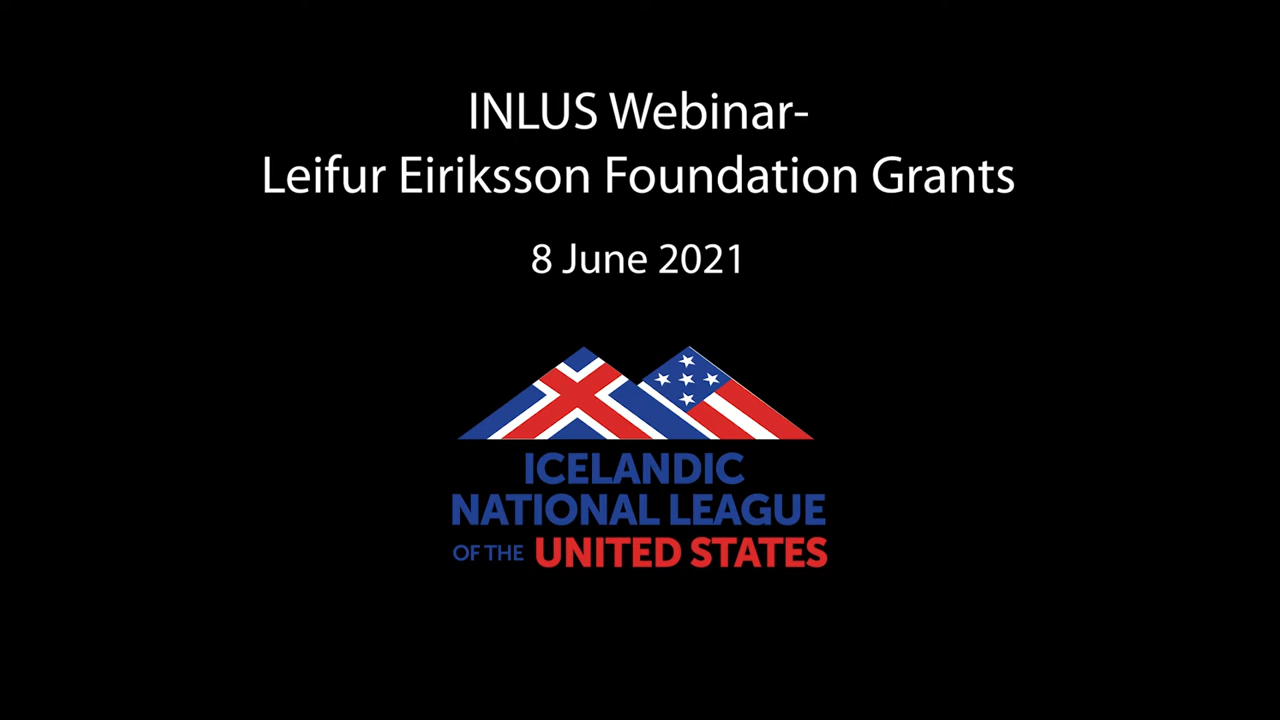 INLUS Webinar-
Leifur Eiriksson Foundation Grants
8 June 2021
ICELANDIC
NATIONAL LEAGUE
OF THE UNITED STATES